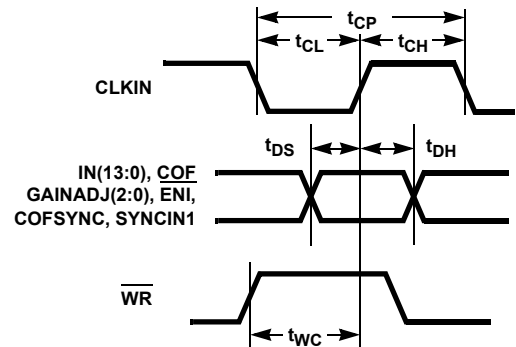 tCP
tCL
tCH
CLKIN
tDS
tDH
IN(13:0), COF
GAINADJ(2:0), ENI,
COFSYNC, SYNCIN1
WR
tWC